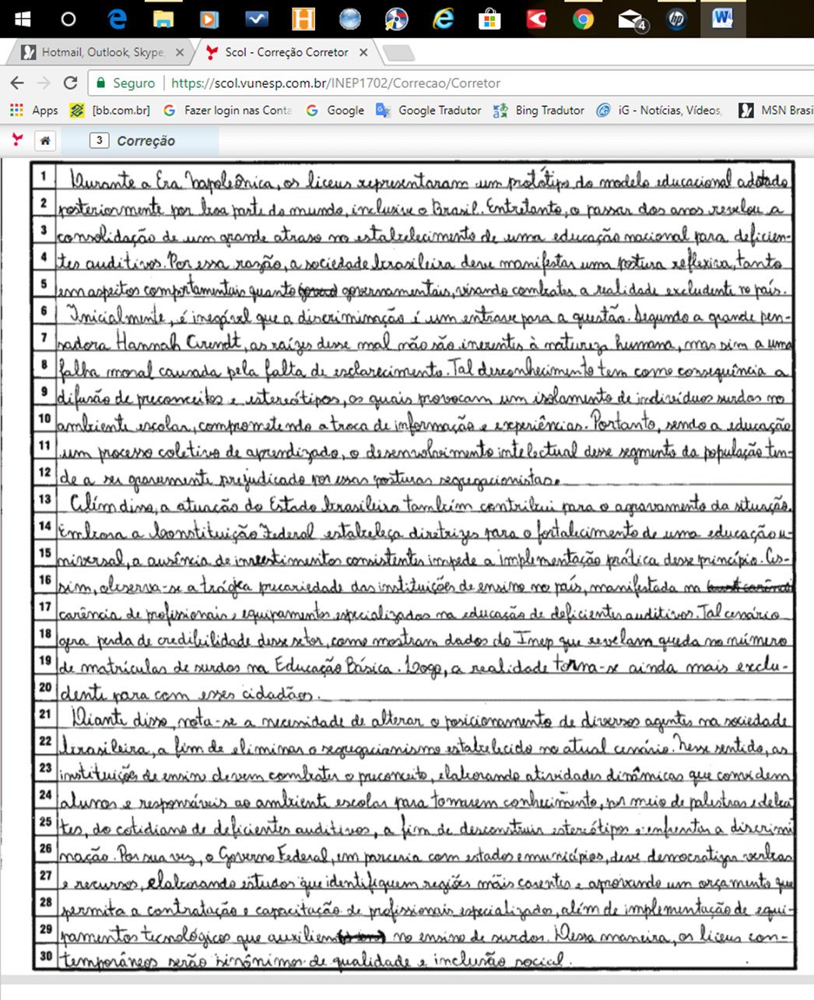 4
Hotmail, Outlook, Skype,
Scol - Correção Corretor
Seguro | https://scol.vunesp.com.br/INEP1702/Correcao/Corretor
Apps [bb.com.br] Fazer login nas Conta Google Google Tradutor Bing Tradutor iG - Notícias, Vídeos, MSN Brasi
3 Correção
1 Durante a Era Napoleônica, os liceus representaram um protótipo do modelo educacional adotado
2 posteriormente por boa parte do mundo, inclusive o Brasil. Entretanto, o passar dos anos revelou a
3 consolidação de um grande atraso no estabelecimento de uma educação nacional para deficien-
4 tes auditivos. Por essa razão, a sociedade brasileira deve manifestar uma postura reflexiva, tanto
5 em aspectos comportamentais quanto governamentais, visando combater a realidade excludente no país.
6 Inicialmente, é inegável que a discriminação é um entrave para a questão. Segundo a grande pen-
7 sadora Hannah Arendt, as raízes desse mal não são inerentes à natureza humana, mas sim a uma
8 falha moral causada pela falta de esclarecimento. Tal desconhecimento tem como consequência a
9 difusão de preconceitos e estereótipos, os quais provocam um isolamento de indivíduos surdos no
10 ambiente escolar, comprometendo a troca de informação e experiências. Portanto, sendo a educação
11 um processo coletivo de aprendizado, o desenvolvimento intelectual desse segmento da população ten-
12 de a ser gravemente prejudicado por essas posturas segregacionistas.
13 Além disso, a atuação do Estado brasileiro também contribui para o agravamento da situação.
14 Embora a Constituição Federal estabeleça diretrizes para o fortalecimento de uma educação u-
15 niversal, a ausência de investimentos consistentes impede a implementação prática desse princípio. As-
16 sim, observa-se a trágica precariedade das instituições de ensino no país, manifestada na
17 carência de profissionais e equipamentos especializados na educação de deficientes auditivos. Tal cenário
18 gera perda de credibilidade desse setor, como mostram dados do Inep que revelam queda no número
19 de matrículas de surdos na Educação Básica. Logo, a realidade torna-se ainda mais exclu-
20 dente para com esses cidadãos.
21 Diante disso, nota-se a necessidade de alterar o posicionamento de diversos agentes na sociedade
22 brasileira, a fim de eliminar o segregacionismo estabelecido no atual cenário. Nesse sentido, as
23 instituições de ensino devem combater o preconceito, elaborando atividades dinâmicas que convidem
24 alunos e responsáveis ao ambiente escolar para tomarem conhecimento, por meio de palestras e deba-
25 tes, do cotidiano de deficientes auditivos, a fim de desconstruir estereótipos e enfrentar a discrimi
26 nação. Por sua vez, o Governo Federal, em parceria com estados e municípios, deve democratizar verbas
27 e recursos, elaborando estudos que identifiquem regiões mais carentes e aprovando um orçamento que
28 permita a contratação e capacitação de profissionais especializados, além de implementação de equi-
29 pamentos tecnológicos que auxiliem no ensino de surdos. Dessa maneira, os liceus con-
30 temporâneos serão sinônimos de qualidade e inclusão social.